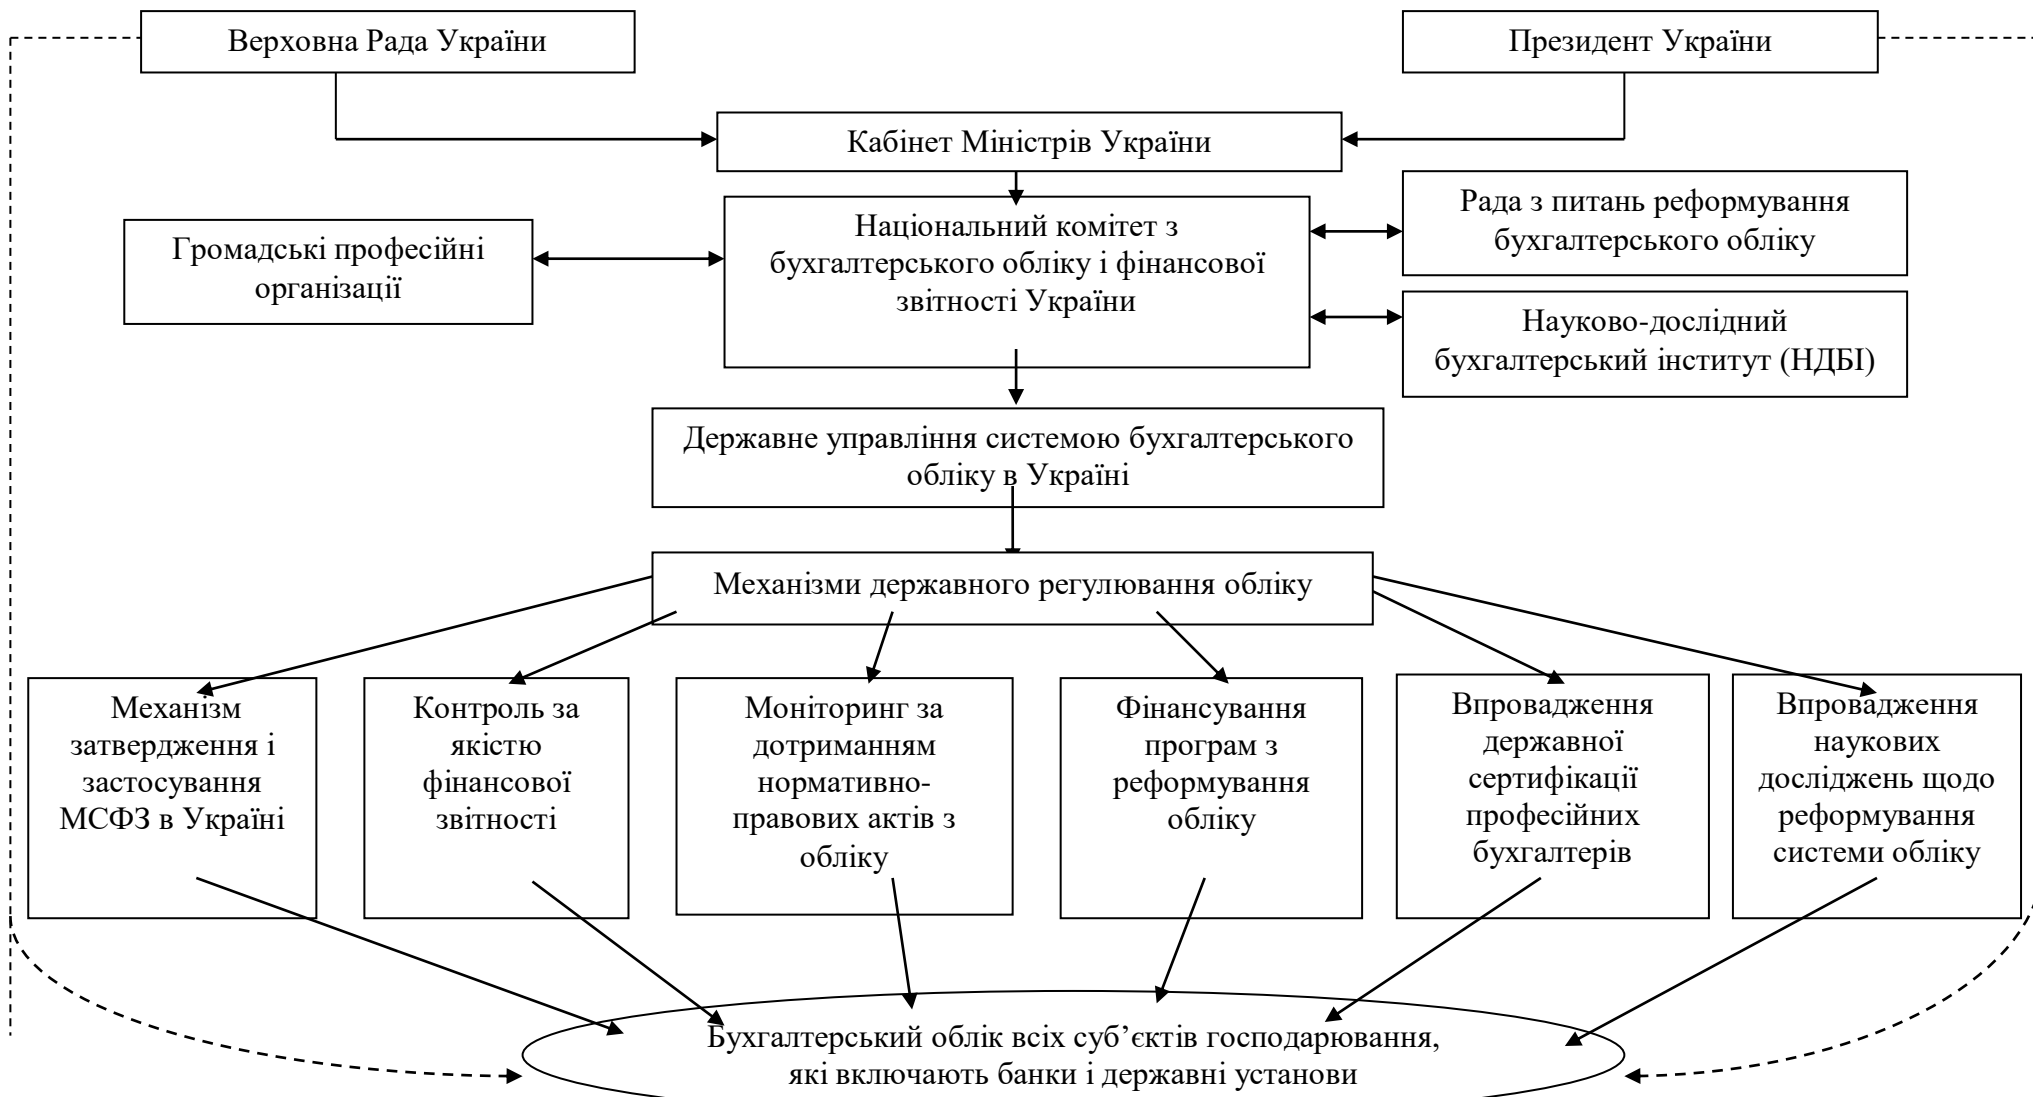 Верховна Рада України
Президент України
Кабінет Міністрів України
Громадські професійні
організації
Національний комітет з
бухгалтерського обліку і фінансової
звітності України
Рада з питань реформування
бухгалтерського обліку
Науково-дослідний
бухгалтерський інститут (НДБІ)
Державне управління системою бухгалтерського
обліку в Україні
Механізми державного регулювання обліку
Механізм
затвердження і
застосування
МСФЗ в Україні
Контроль за
якістю
фінансової
звітності
Моніторинг за
дотриманням
нормативно-
правових актів з
обліку
Фінансування
програм з
реформування
обліку
Впровадження
державної
сертифікації
професійних
бухгалтерів
Впровадження
наукових
досліджень щодо
реформування
системи обліку
Бухгалтерський облік всіх суб’єктів господарювання,
які включають банки і державні установи